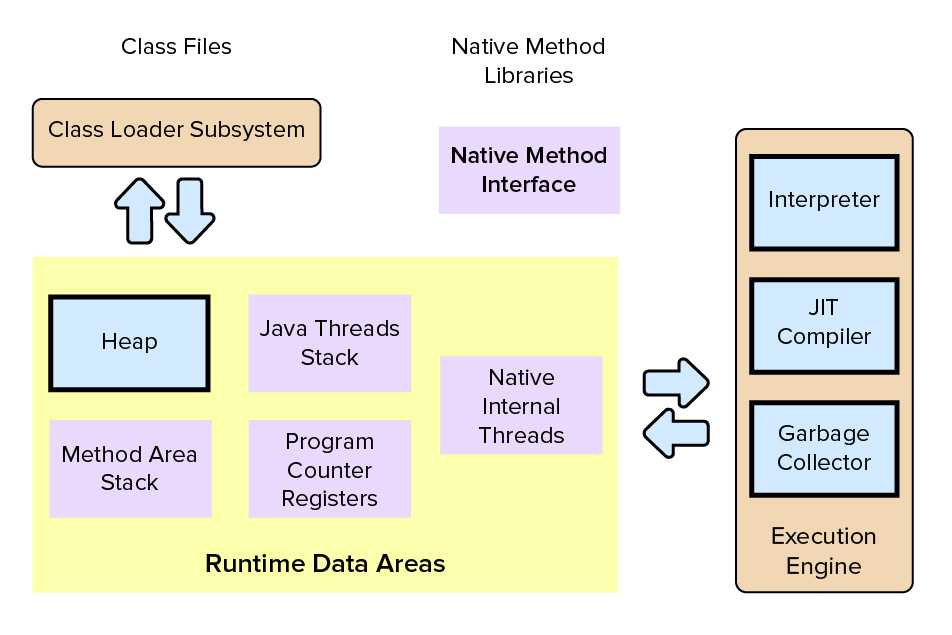 Class Files
Native Method
Libraries
Class Loader Subsystem
Native Method
Interface
Interpreter
JIT
Compiler
Garbage
Collector
Execution
Engine
Heap
Java Threads
Stack
Native
Internal
Threads
Method Area
Stack
Program
Counter
Registers
Runtime Data Areas